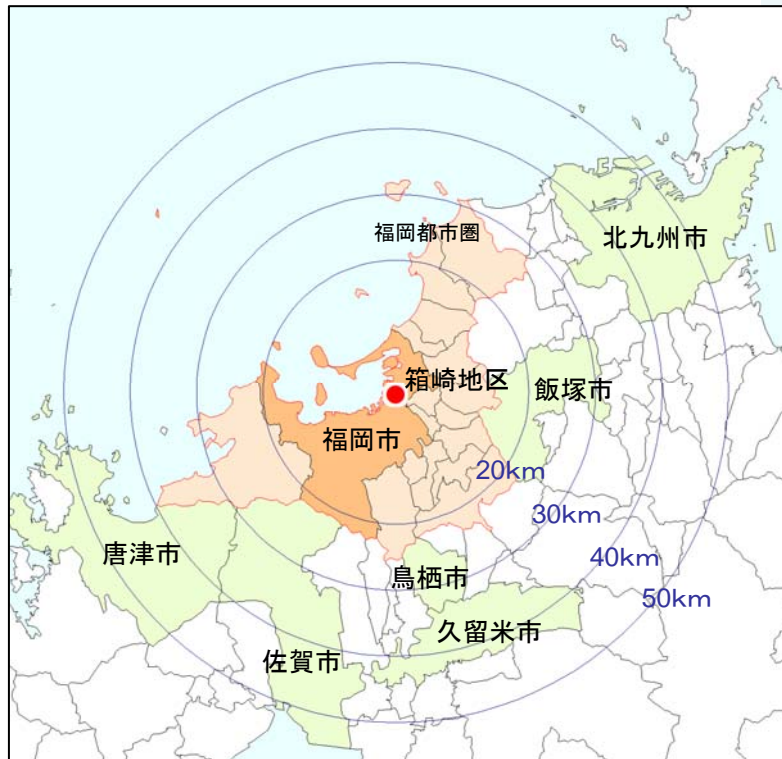 福岡都市圏
北九州市
箱崎地区
飯塚市
福岡市
20km
30km
唐津市
40km
鳥栖市
50km
久留米市
佐賀市